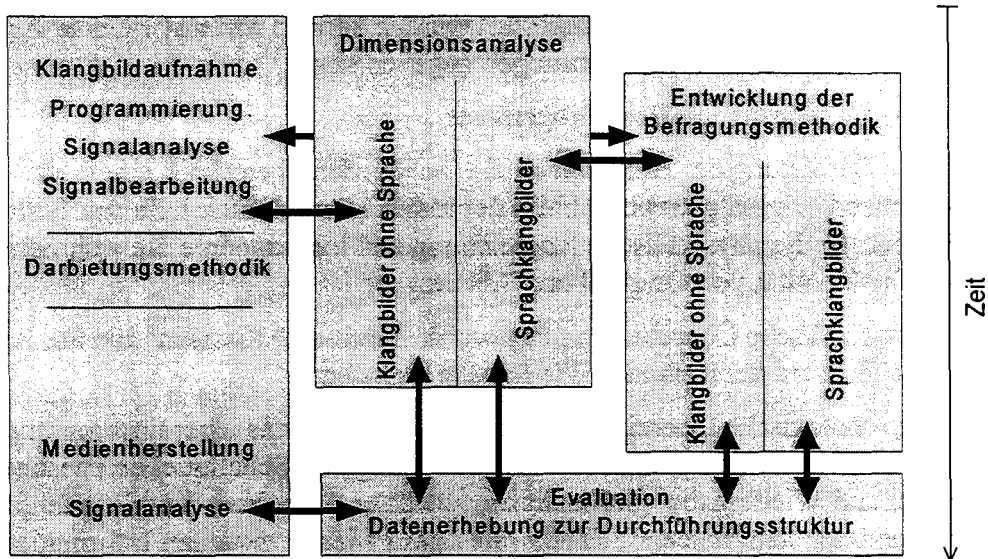 Klangbildaufnahme
Programmierung
Signalanalyse
Signalbearbeitung
Darbietungsmethodik
Medienherstellung
Signalanalyse
Dimensionsanalyse
Klangbilder ohne Sprache
Sprachklangbilder
Entwicklung der
Befragungsmethodik
Klangbilder ohne Sprache
Sprachklangbilder
Evaluation
Datenerhebung zur Durchführungsstruktur
Zeit